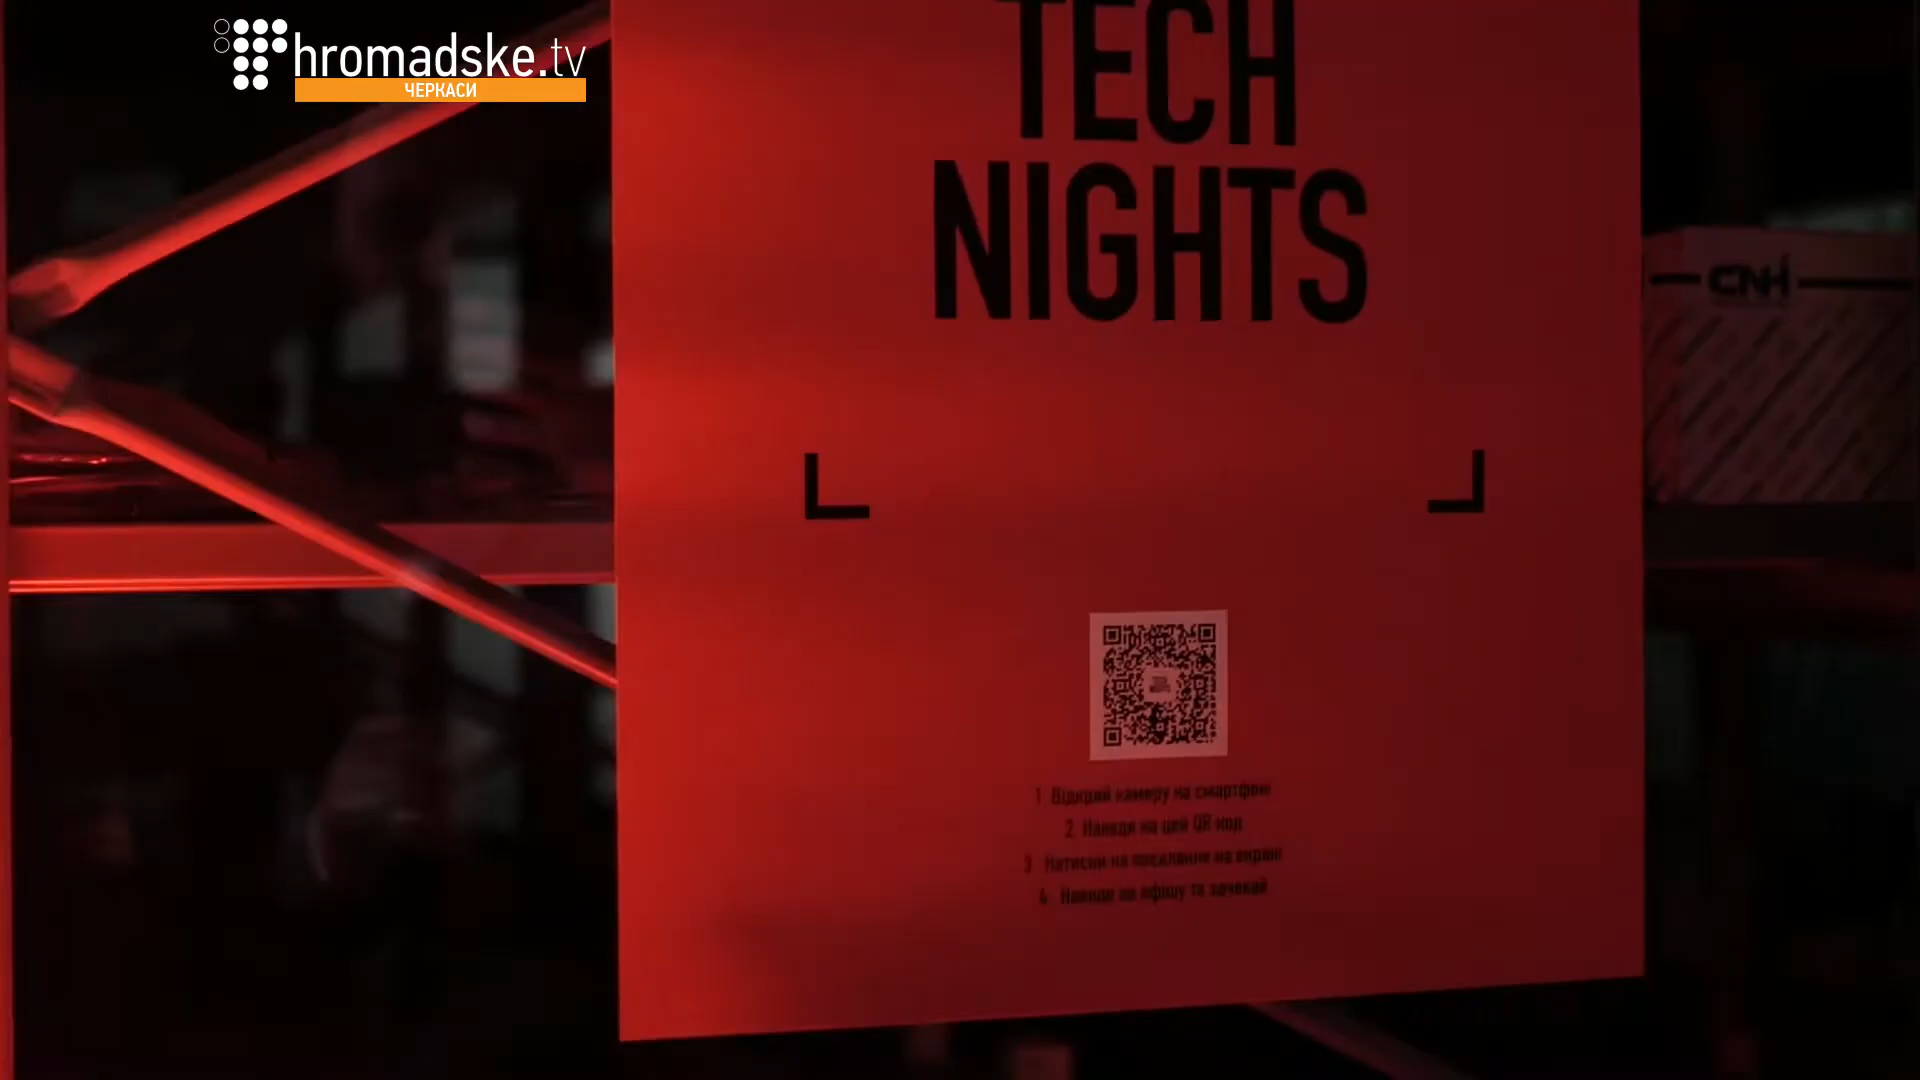 hromadske.tv
ЧЕРКАСИ
TECH
NIGHTS
CNH
1 Відкрий камеру на смартфоні
2. Наведи на цей QR-код
3 Натисни на посилання на екрані
4 Наведи на афішу та зачекай